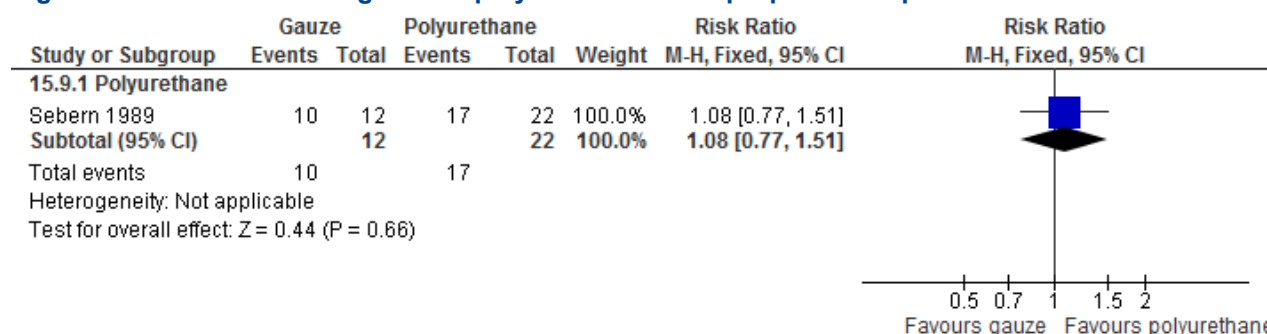 Gauze Polyurethane Risk Ratio Risk Ratio
Study or Subgroup Events Total Events Total Weight M-H, Fixed, 95% CI M-H, Fixed, 95% CI
15.9.1 Polyurethane
Sebern 1989 10 12 17 22 100.0% 1.08 [0.77, 1.51]
Subtotal (95% CI) 12 22 100.0% 1.08 [0.77, 1.51]
Total events 10 17
Heterogeneity: Not applicable
Test for overall effect: Z = 0.44 (P = 0.66)
0.5 0.7 1 1.5 2
Favours gauze Favours polyurethane